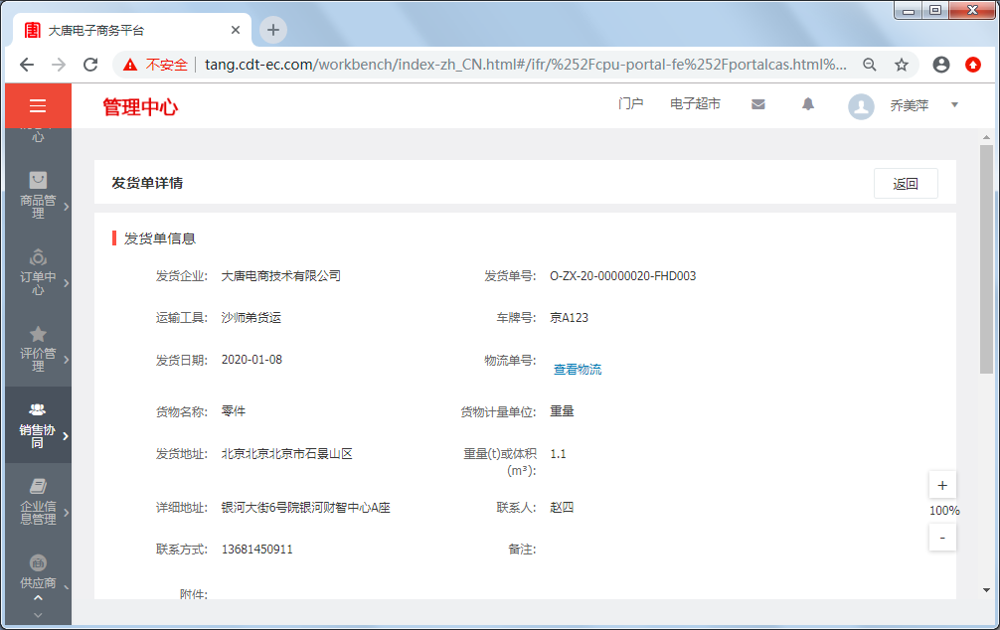 大唐电子商务平台
不安全 | tang.cdt-ec.com/workbench/index-zh_CN.html#/ifr/%252Fcpu-portal-fe%252Fportalcas.html%...
管理中心
门户 电子超市 乔美萍
心
商品管
理
订单中
心
评价管
理
销售协
同
企业信
息管理
供应商
发货单详情 返回
发货单信息
发货企业: 大唐电商技术有限公司 发货单号: O-ZX-20-00000020-FHD003
运输工具: 沙师弟货运 车牌号: 京A123
发货日期: 2020-01-08 物流单号:
查看物流
货物名称: 零件 货物计量单位: 重量
发货地址: 北京北京北京市石景山区 重量(t)或体积 1.1
(m³):
详细地址: 银河大街6号院银河财智中心A座 联系人: 赵四
联系方式: 13681450911 备注:
附件:
+
100%
-